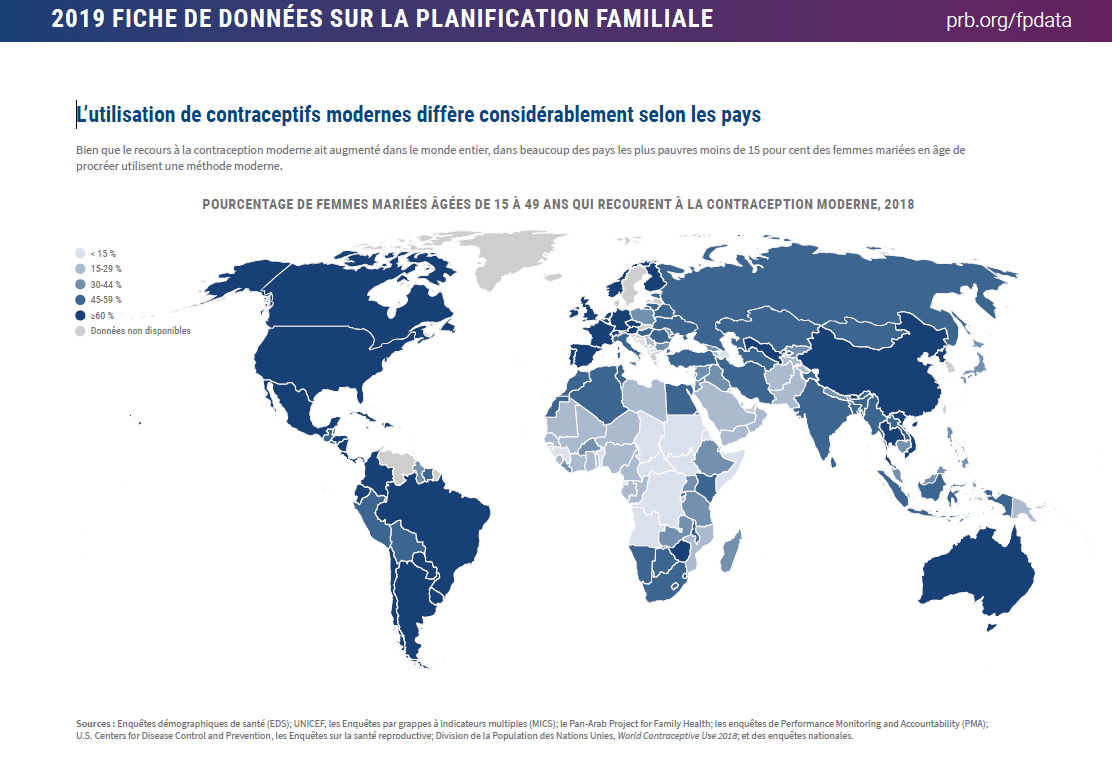 2019 FICHE DE DONNÉES SUR LA PLANIFICATION FAMILIALE
prb.org/fpdata
L'utilisation de contraceptifs modernes diffère considérablement selon les pays
Bien que le recours à la contraception moderne ait augmenté dans le monde entier, dans beaucoup des pays les plus pauvres moins de 15 pour cent des femmes mariées en âge de
procréer utilisent une méthode moderne.
POURCENTAGE DE FEMMES MARIÉES ÂGÉES DE 15 À 49 ANS QUI RECOURENT À LA CONTRACEPTION MODERNE, 2018
< 15 %
15-29 %
30-44 %
45-59 %
≥60 %
Données non disponibles
Sources : Enquêtes démographiques de santé (EDS); UNICEF, les Enquêtes par grappes à indicateurs multiples (MICS); le Pan-Arab Project for Family Health; les enquêtes de Performance Monitoring and Accountability (PMA);
U.S. Centers for Disease Control and Prevention, les Enquêtes sur la santé reproductive; Division de la Population des Nations Unies, World Contraceptive Use 2018; et des enquêtes nationales.